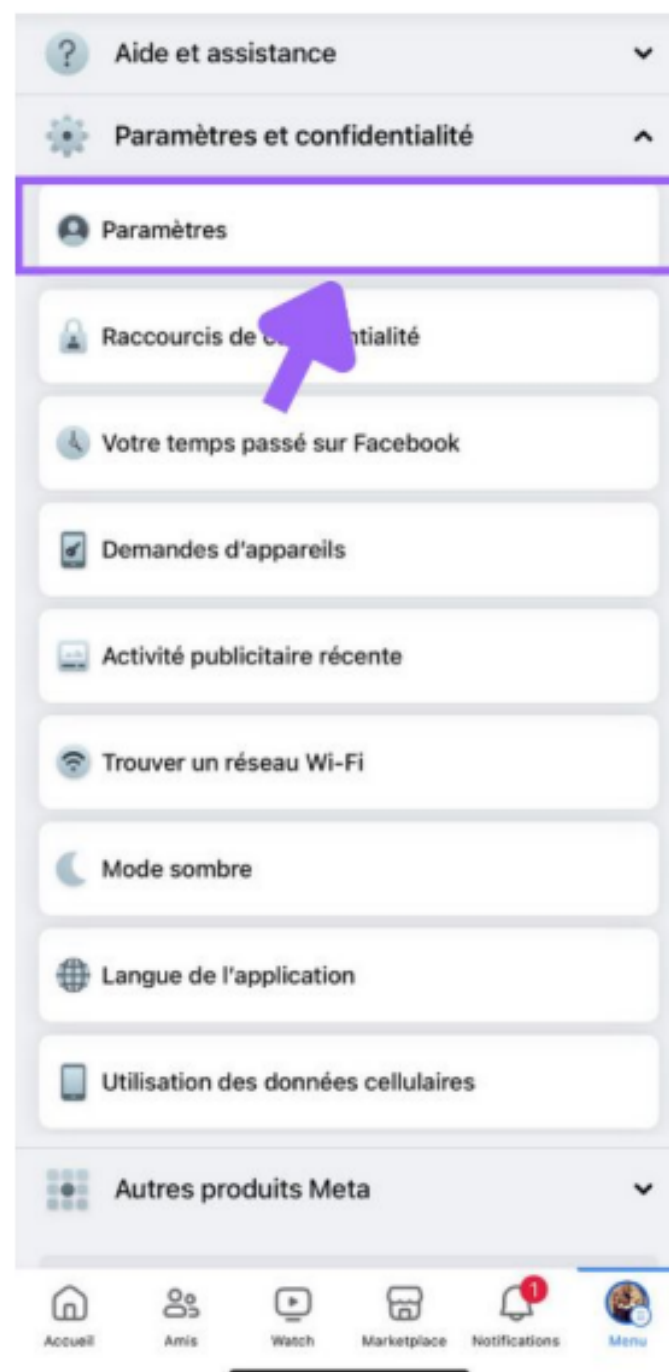 Aide et assistance
Paramètres et confidentialité
Paramètres
Raccourcis de ntialité
Votre temps passé sur Facebook
Demandes d'appareils
Activité publicitaire récente
Trouver un réseau Wi-Fi
Mode sombre
Langue de l'application
Utilisation des données cellulaires
Autres produits Meta
1
Accueil Amis Watch Marketplace Notifications Menu